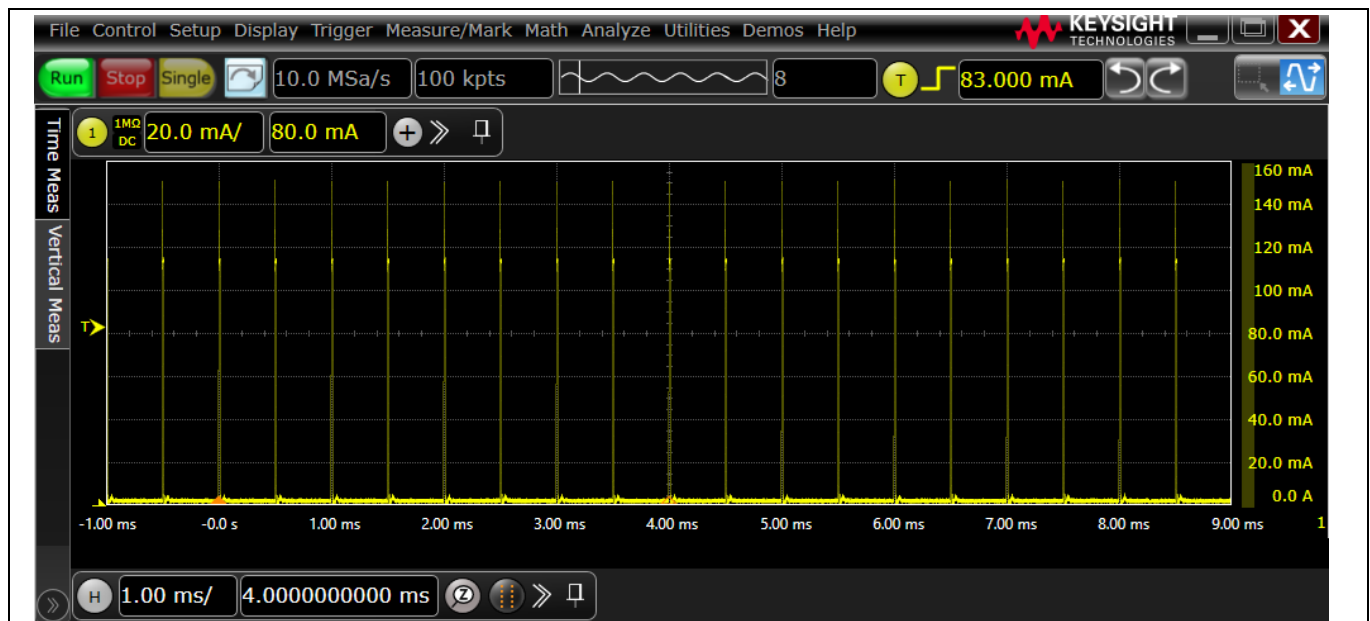 File Control Setup Display Trigger Measure/Mark Math Analyze Utilities Demos Help
KEYSIGHT
TECHNOLOGIES
X
Run Stop Single 10.0 MSa/s 100 kpts 8 T 83.000 mA
1 1MΩ DC 20.0 mA/ 80.0 mA + »
Time Meas
Vertical Meas
T
160 mA
140 mA
120 mA
100 mA
80.0 mA
60.0 mA
40.0 mA
20.0 mA
0.0 A
-1.00 ms -0.0 s 1.00 ms 2.00 ms 3.00 ms 4.00 ms 5.00 ms 6.00 ms 7.00 ms 8.00 ms 9.00 ms 1
H 1.00 ms/ 4.0000000000 ms Z »